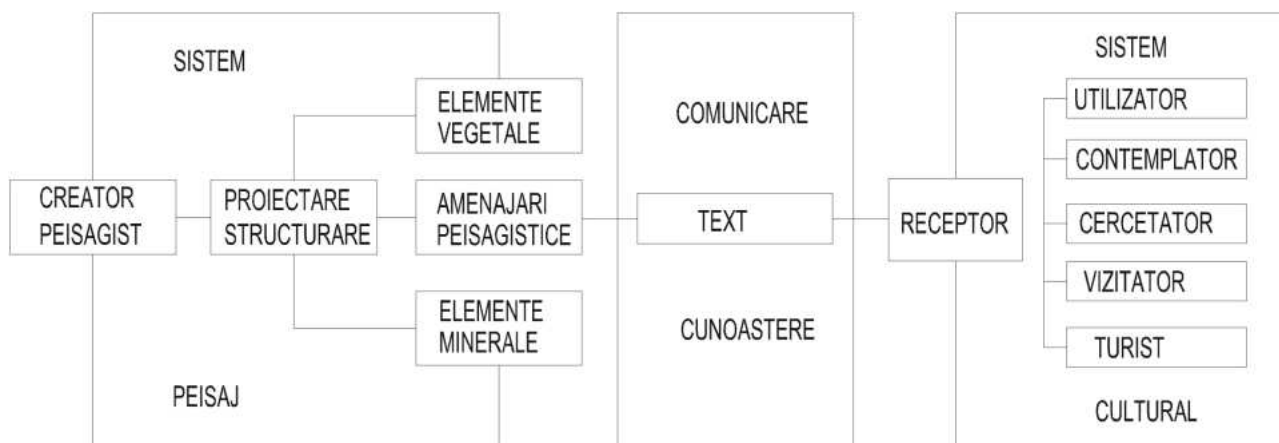 SISTEM
ELEMENTE
VEGETALE
CREATOR
PEISAGIST
PROIECTARE
STRUCTURARE
AMENAJARI
PEISAGISTICE
ELEMENTE
MINERALE
PEISAJ
COMUNICARE
TEXT
CUNOASTERE
RECEPTOR
SISTEM
UTILIZATOR
CONTEMPLATOR
CERCETATOR
VIZITATOR
TURIST
CULTURAL